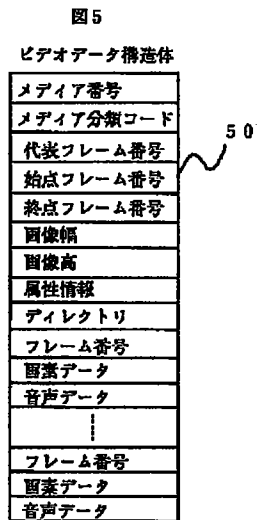 図5
ビデオデータ構造体
メディア番号
メディア分類コード
代表フレーム番号
始点フレーム番号
終点フレーム番号
画像幅
画像高
属性情報
ディレクトリ
フレーム番号
画素データ
音声データ
フレーム番号
画素データ
音声データ
50